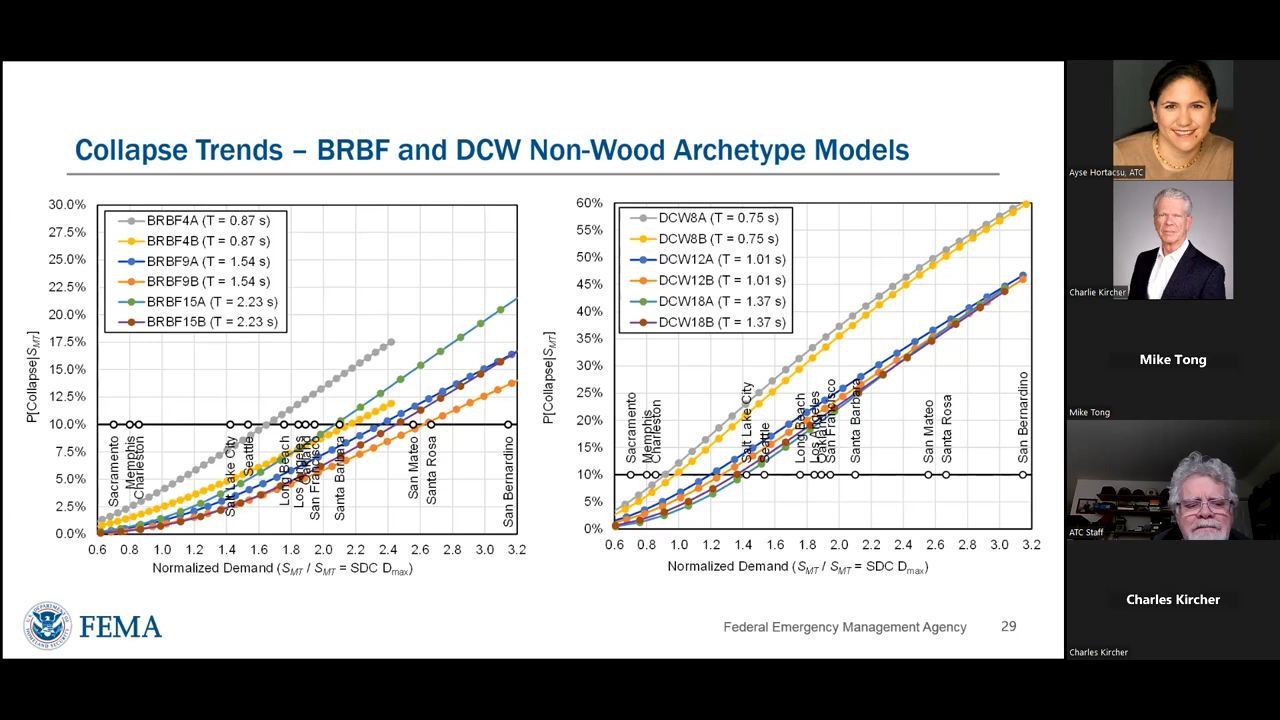 Collapse Trends – BRBF and DCW Non-Wood Archetype Models
30.0%
27.5%
25.0%
22.5%
20.0%
17.5%
15.0%
12.5%
10.0%
7.5%
5.0%
2.5%
0.0%
P[Collapse|S_MT]
BRBF4A (T = 0.87 s)
BRBF4B (T = 0.87 s)
BRBF9A (T = 1.54 s)
BRBF9B (T = 1.54 s)
BRBF15A (T = 2.23 s)
BRBF15B (T = 2.23 s)
Sacramento
Memphis
Charleston
Salt Lake City
Seattle
Long Beach
Los Angeles
Oakland
San Francisco
Santa Barbara
San Mateo
Santa Rosa
San Bernardino
0.6 0.8 1.0 1.2 1.4 1.6 1.8 2.0 2.2 2.4 2.6 2.8 3.0 3.2
Normalized Demand (S_MT / S_MT = SDC D_max)
60%
55%
50%
45%
40%
35%
30%
25%
20%
15%
10%
5%
0%
P[Collapse|S_MT]
DCW8A (T = 0.75 s)
DCW8B (T = 0.75 s)
DCW12A (T = 1.01 s)
DCW12B (T = 1.01 s)
DCW18A (T = 1.37 s)
DCW18B (T = 1.37 s)
Sacramento
Memphis
Charleston
Salt Lake City
Seattle
Long Beach
Los Angeles
Oakland
San Francisco
Santa Barbara
San Mateo
Santa Rosa
San Bernardino
0.6 0.8 1.0 1.2 1.4 1.6 1.8 2.0 2.2 2.4 2.6 2.8 3.0 3.2
Normalized Demand (S_MT / S_MT = SDC D_max)
FEMA
Federal Emergency Management Agency 29
Ayse Hortacsu, ATC
Charlie Kircher
Mike Tong
Mike Tong
ATC Staff
Charles Kircher
Charles Kircher